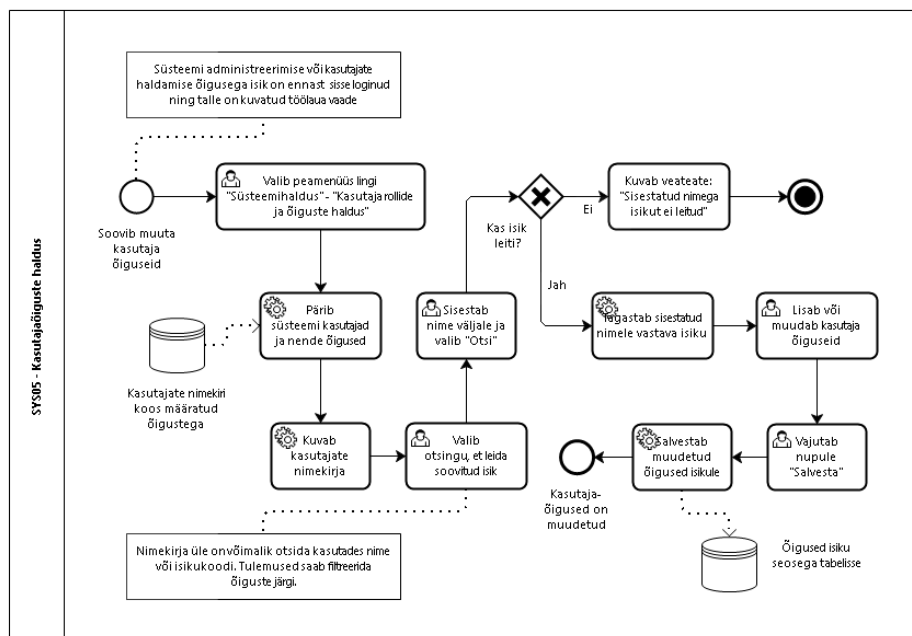 SYS05 - Kasutajaõiguste haldus
Süsteemi administreerimise või kasutajate
haldamise õigusega isik on ennast sisse loginud
ning talle on kuvatud töölaua vaade
Soovib muuta
kasutaja
õiguseid
Valib peamenüüs lingi
"Süsteemihaldus"- "Kasutaja rollide
ja õiguste haldus"
Kas isik
leiti?
Ei
Kuvab veateate:
"Sisestatud nimega
isikut ei leitud"
Jah
Pärib
süsteemi kasutajad
ja nende õigused
Sisestab
nime väljale ja
valib "Otsi"
Tagastab sisestatud
nimele vastava isiku
Lisab või
muudab kasutaja
õiguseid
Kasutajate nimekiri
koos määratud
õigustega
Kuvab
kasutajate
nimekirja
Valib
otsingu, et leida
soovitud isik
Kasutaja-
õigused on
muudetud
Salvestab
muudetud
õigused isikule
Vajutab
nupule
"Salvesta"
Nimekirja üle on võimalik otsida kasutades nime
või isikukoodi. Tulemused saab filtreerida
õiguste järgi.
Õigused isiku
seosega tabelisse